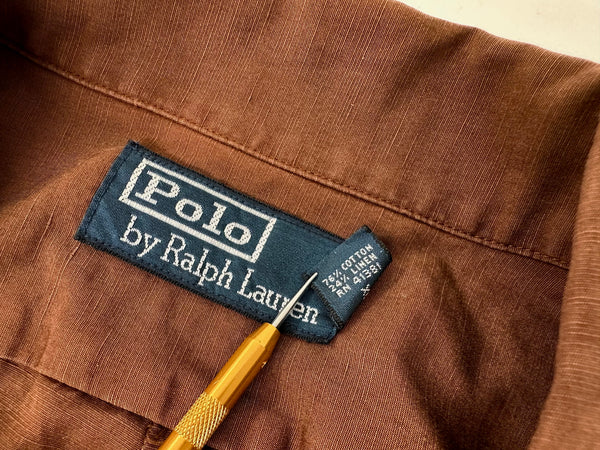 Polo
by Ralph Lauren
76% COTTON
24% LINEN
RN 41381